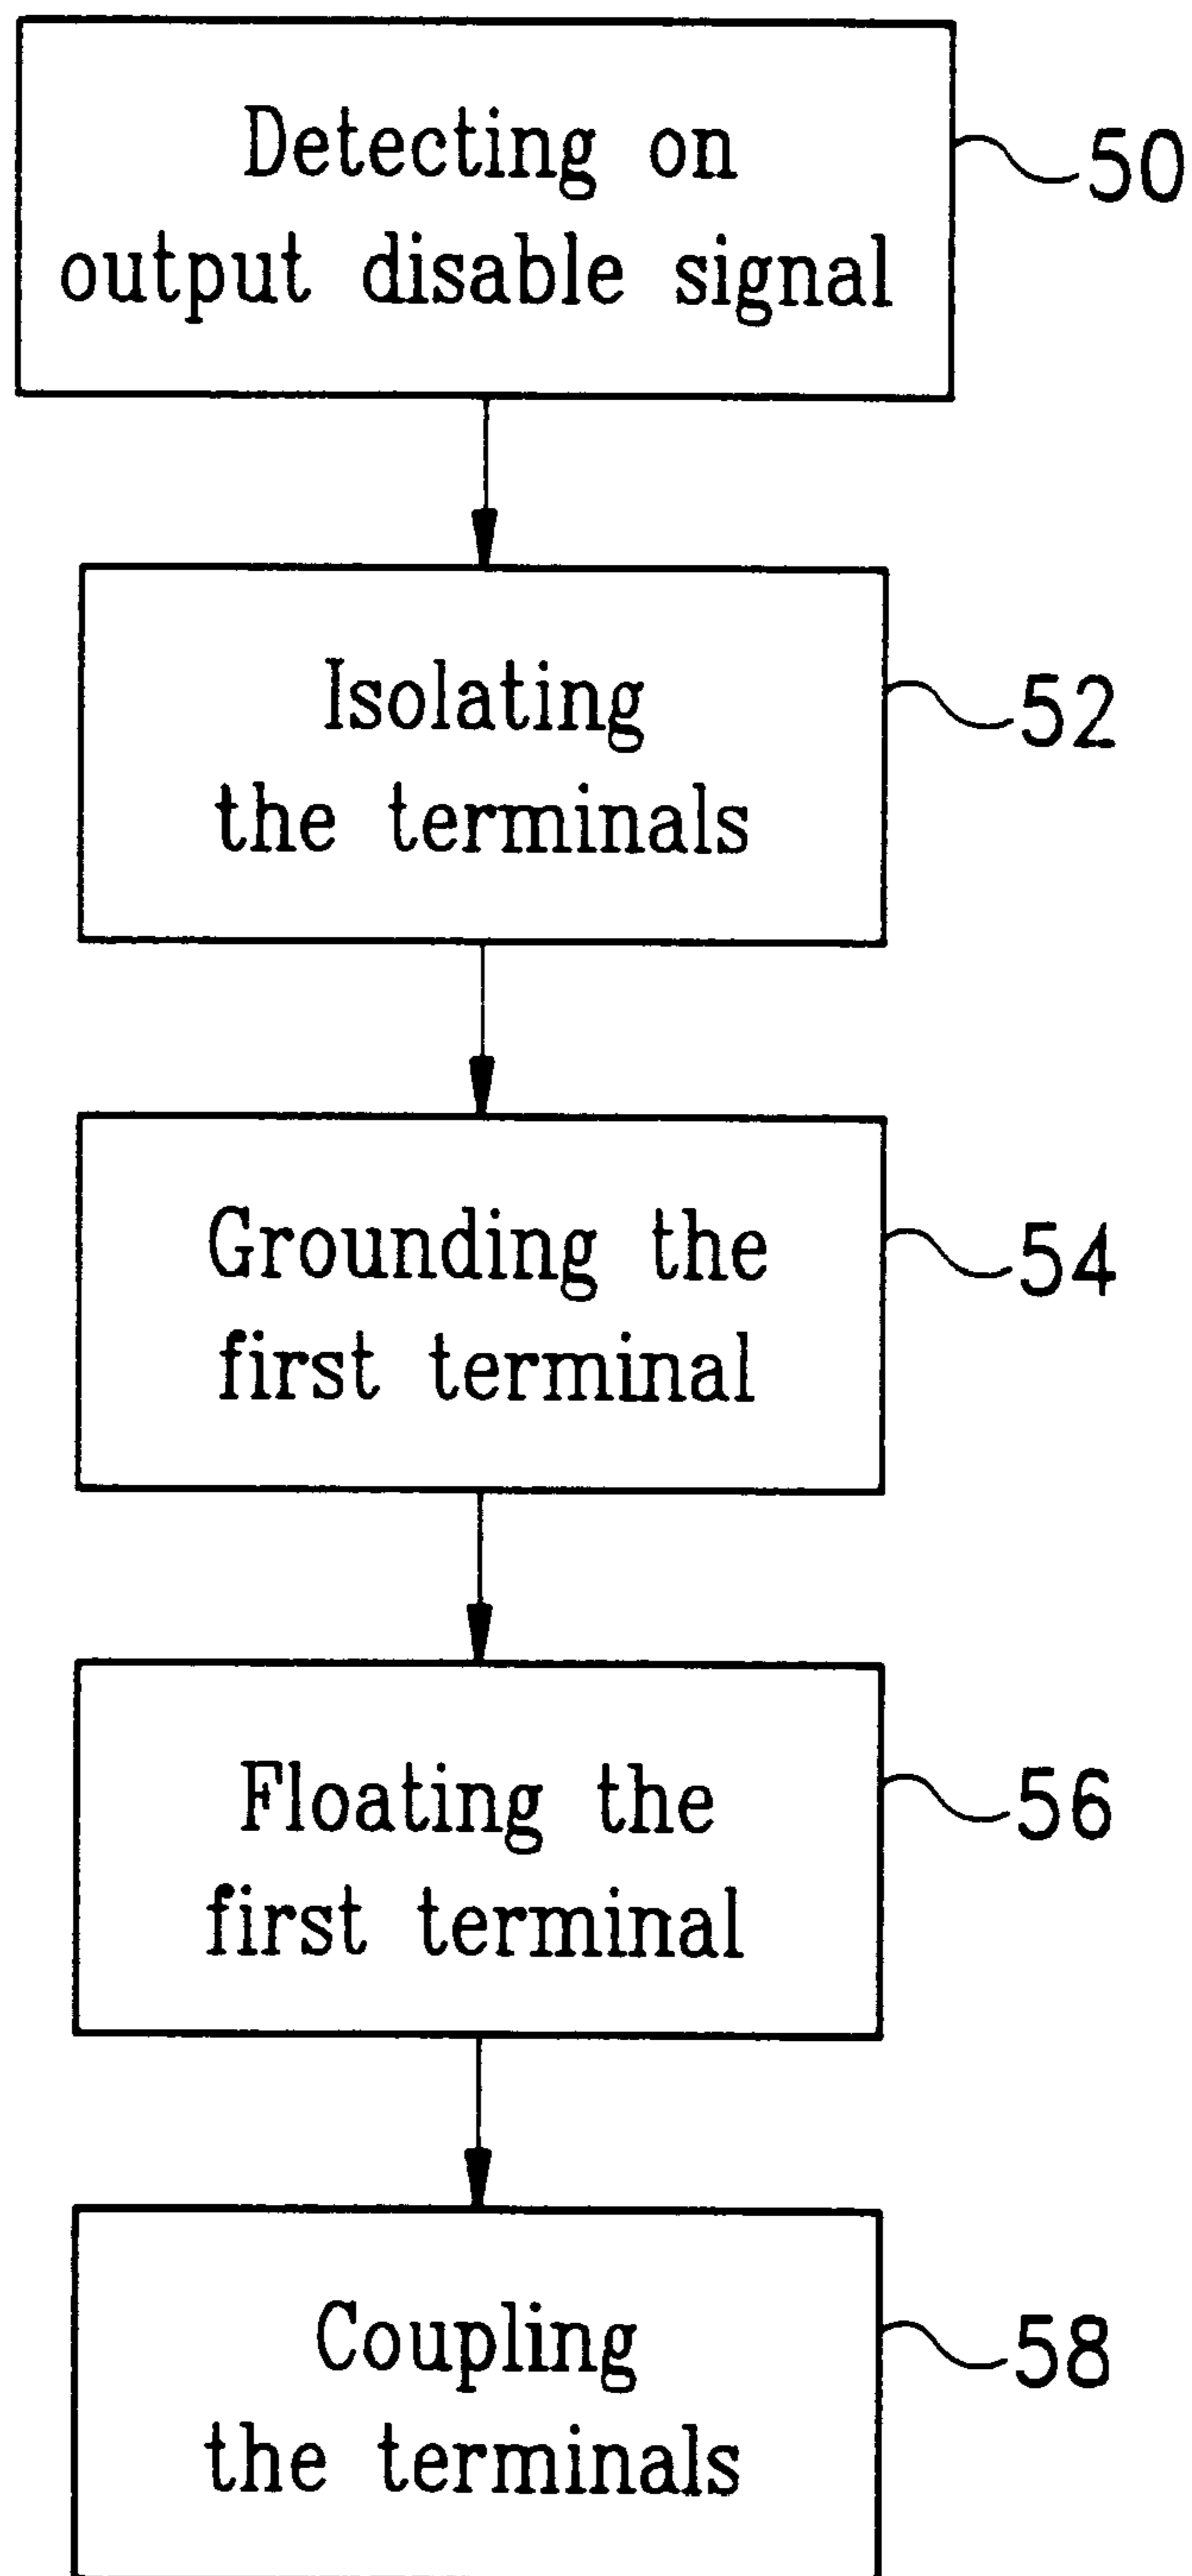 Detecting on
output disable signal
50
Isolating
the terminals
52
Grounding the
first terminal
54
Floating the
first terminal
56
Coupling
the terminals
58